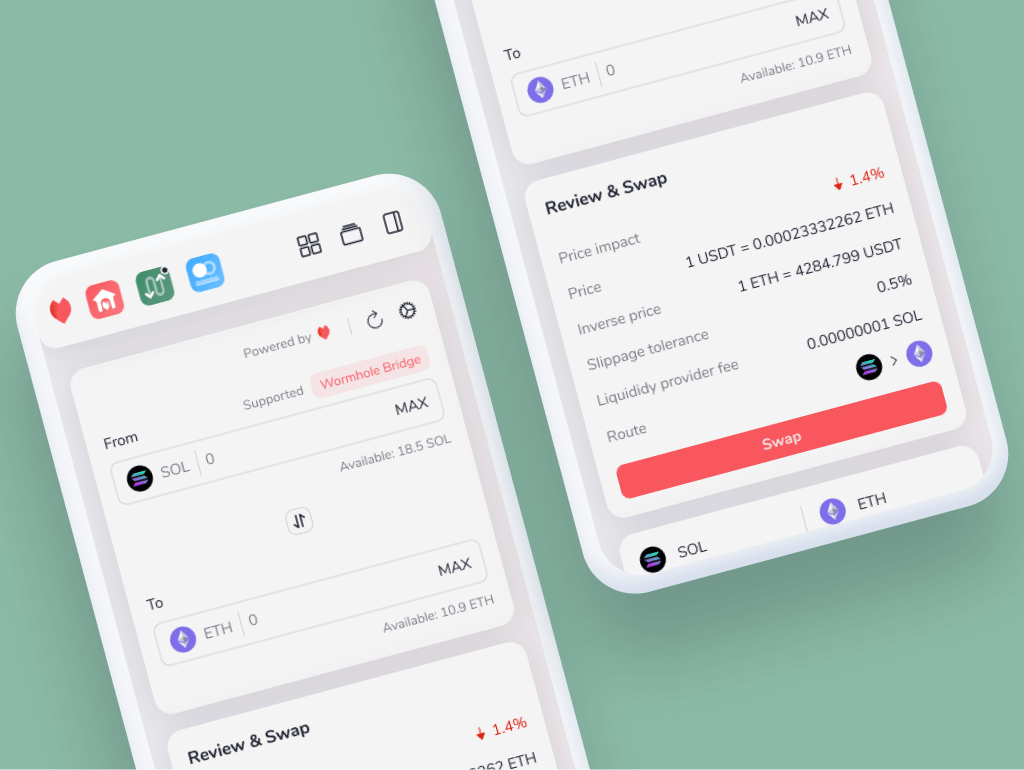 Powered by
Supported Wormhole Bridge
From
MAX
SOL 0
Available: 18.5 SOL
To
MAX
ETH 0
Available: 10.9 ETH
Review & Swap
1.4%
To
MAX
ETH 0
Available: 10.9 ETH
Review & Swap
Price impact 1.4%
Price 1 USDT = 0.00023332262 ETH
Inverse price 1 ETH = 4284.799 USDT
Slippage tolerance 0.5%
Liquididy provider fee 0.00000001 SOL
Route >
Swap
SOL ETH